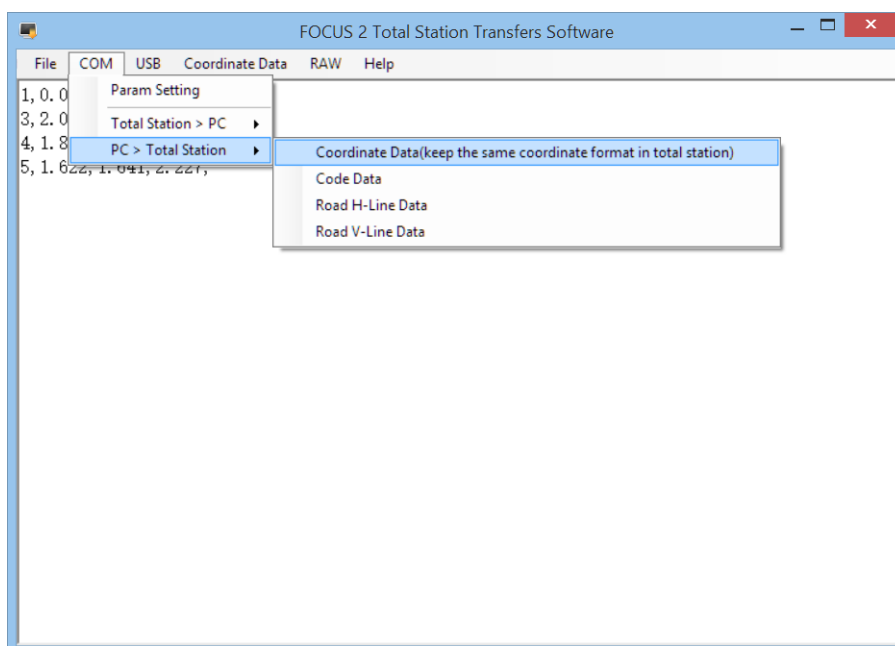 FOCUS 2 Total Station Transfers Software
File COM USB Coordinate Data RAW Help
1, 0. 0
Param Setting
3, 2. 0
Total Station > PC
4, 1. 8
PC > Total Station
Coordinate Data(keep the same coordinate format in total station)
5, 1. 622, 1. 641, 2. 227,
Code Data
Road H-Line Data
Road V-Line Data